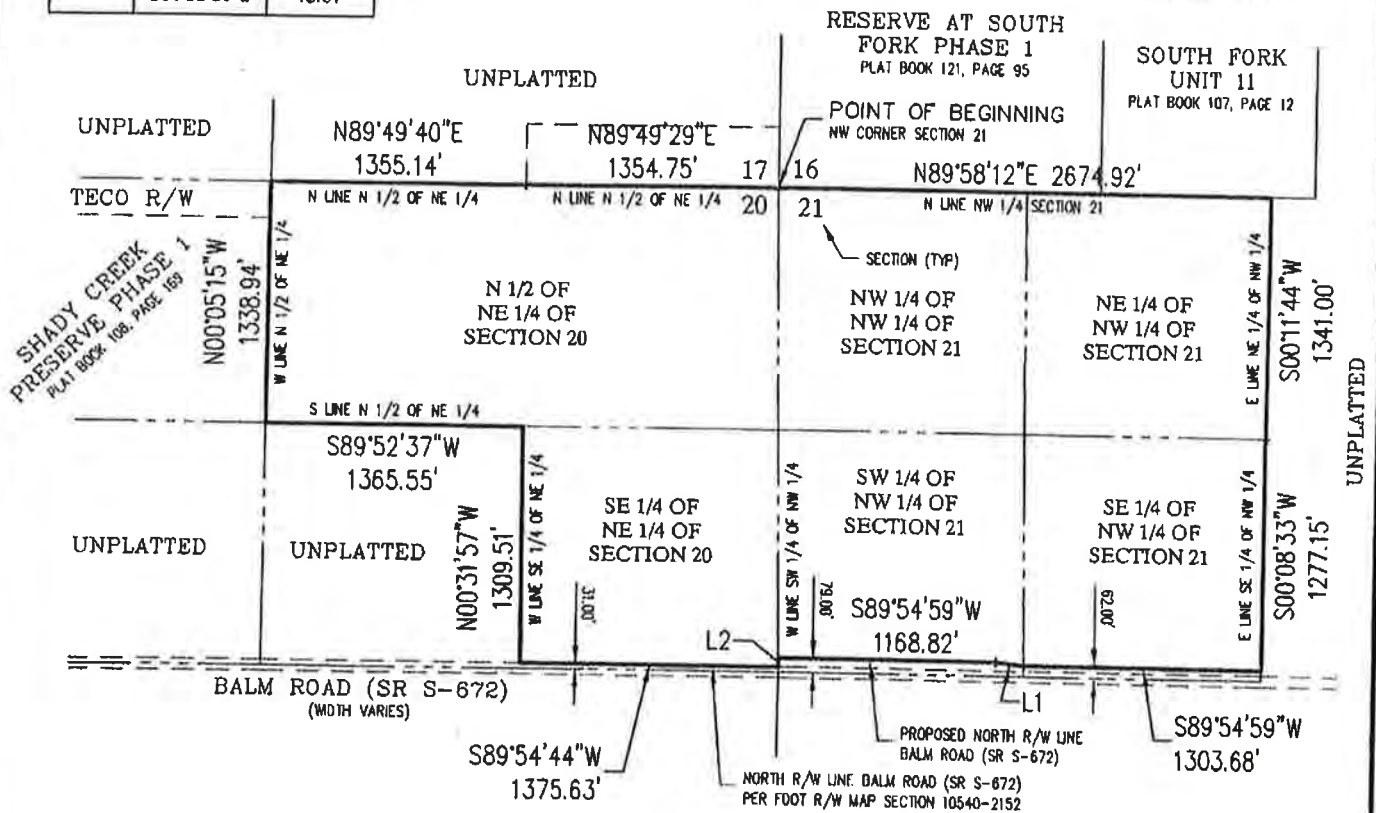 RESERVE AT SOUTH
FORK PHASE 1
PLAT BOOK 121, PAGE 95
SOUTH FORK
UNIT 11
PLAT BOOK 107, PAGE 12
UNPLATTED
UNPLATTED
N89°49'40"E
1355.14'
N89°49'29"E
1354.75'
POINT OF BEGINNING
NW CORNER SECTION 21
17
16
N89°58'12"E 2674.92'
TECO R/W
N LINE N 1/2 OF NE 1/4
N LINE N 1/2 OF NE 1/4
20
21
N LINE NW 1/4 SECTION 21
SECTION (TYP)
SHADY CREEK
PRESERVE PHASE 1
PLAT BOOK 108, PAGE 169
N00°05'15"W
1338.94'
W LINE N 1/2 OF NE 1/4
N 1/2 OF
NE 1/4 OF
SECTION 20
NW 1/4 OF
NW 1/4 OF
SECTION 21
NE 1/4 OF
NW 1/4 OF
SECTION 21
E LINE NE 1/4 OF NW 1/4
S00°11'44"W
1341.00'
UNPLATTED
S LINE N 1/2 OF NE 1/4
S89°52'37"W
1365.55'
UNPLATTED
UNPLATTED
N00°31'57"W
1309.51'
W LINE SE 1/4 OF NE 1/4
SE 1/4 OF
NE 1/4 OF
SECTION 20
31.00'
W LINE SW 1/4 OF NW 1/4
SW 1/4 OF
NW 1/4 OF
SECTION 21
79.00'
S89°54'59"W
1168.82'
SE 1/4 OF
NW 1/4 OF
SECTION 21
62.00'
E LINE SE 1/4 OF NW 1/4
S00°08'33"W
1277.15'
L2
L1
BALM ROAD (SR S-672)
(WIDTH VARIES)
S89°54'44"W
1375.63'
PROPOSED NORTH R/W LINE
BALM ROAD (SR S-672)
S89°54'59"W
1303.68'
NORTH R/W LINE BALM ROAD (SR S-672)
PER FDOT R/W MAP SECTION 10540-2152